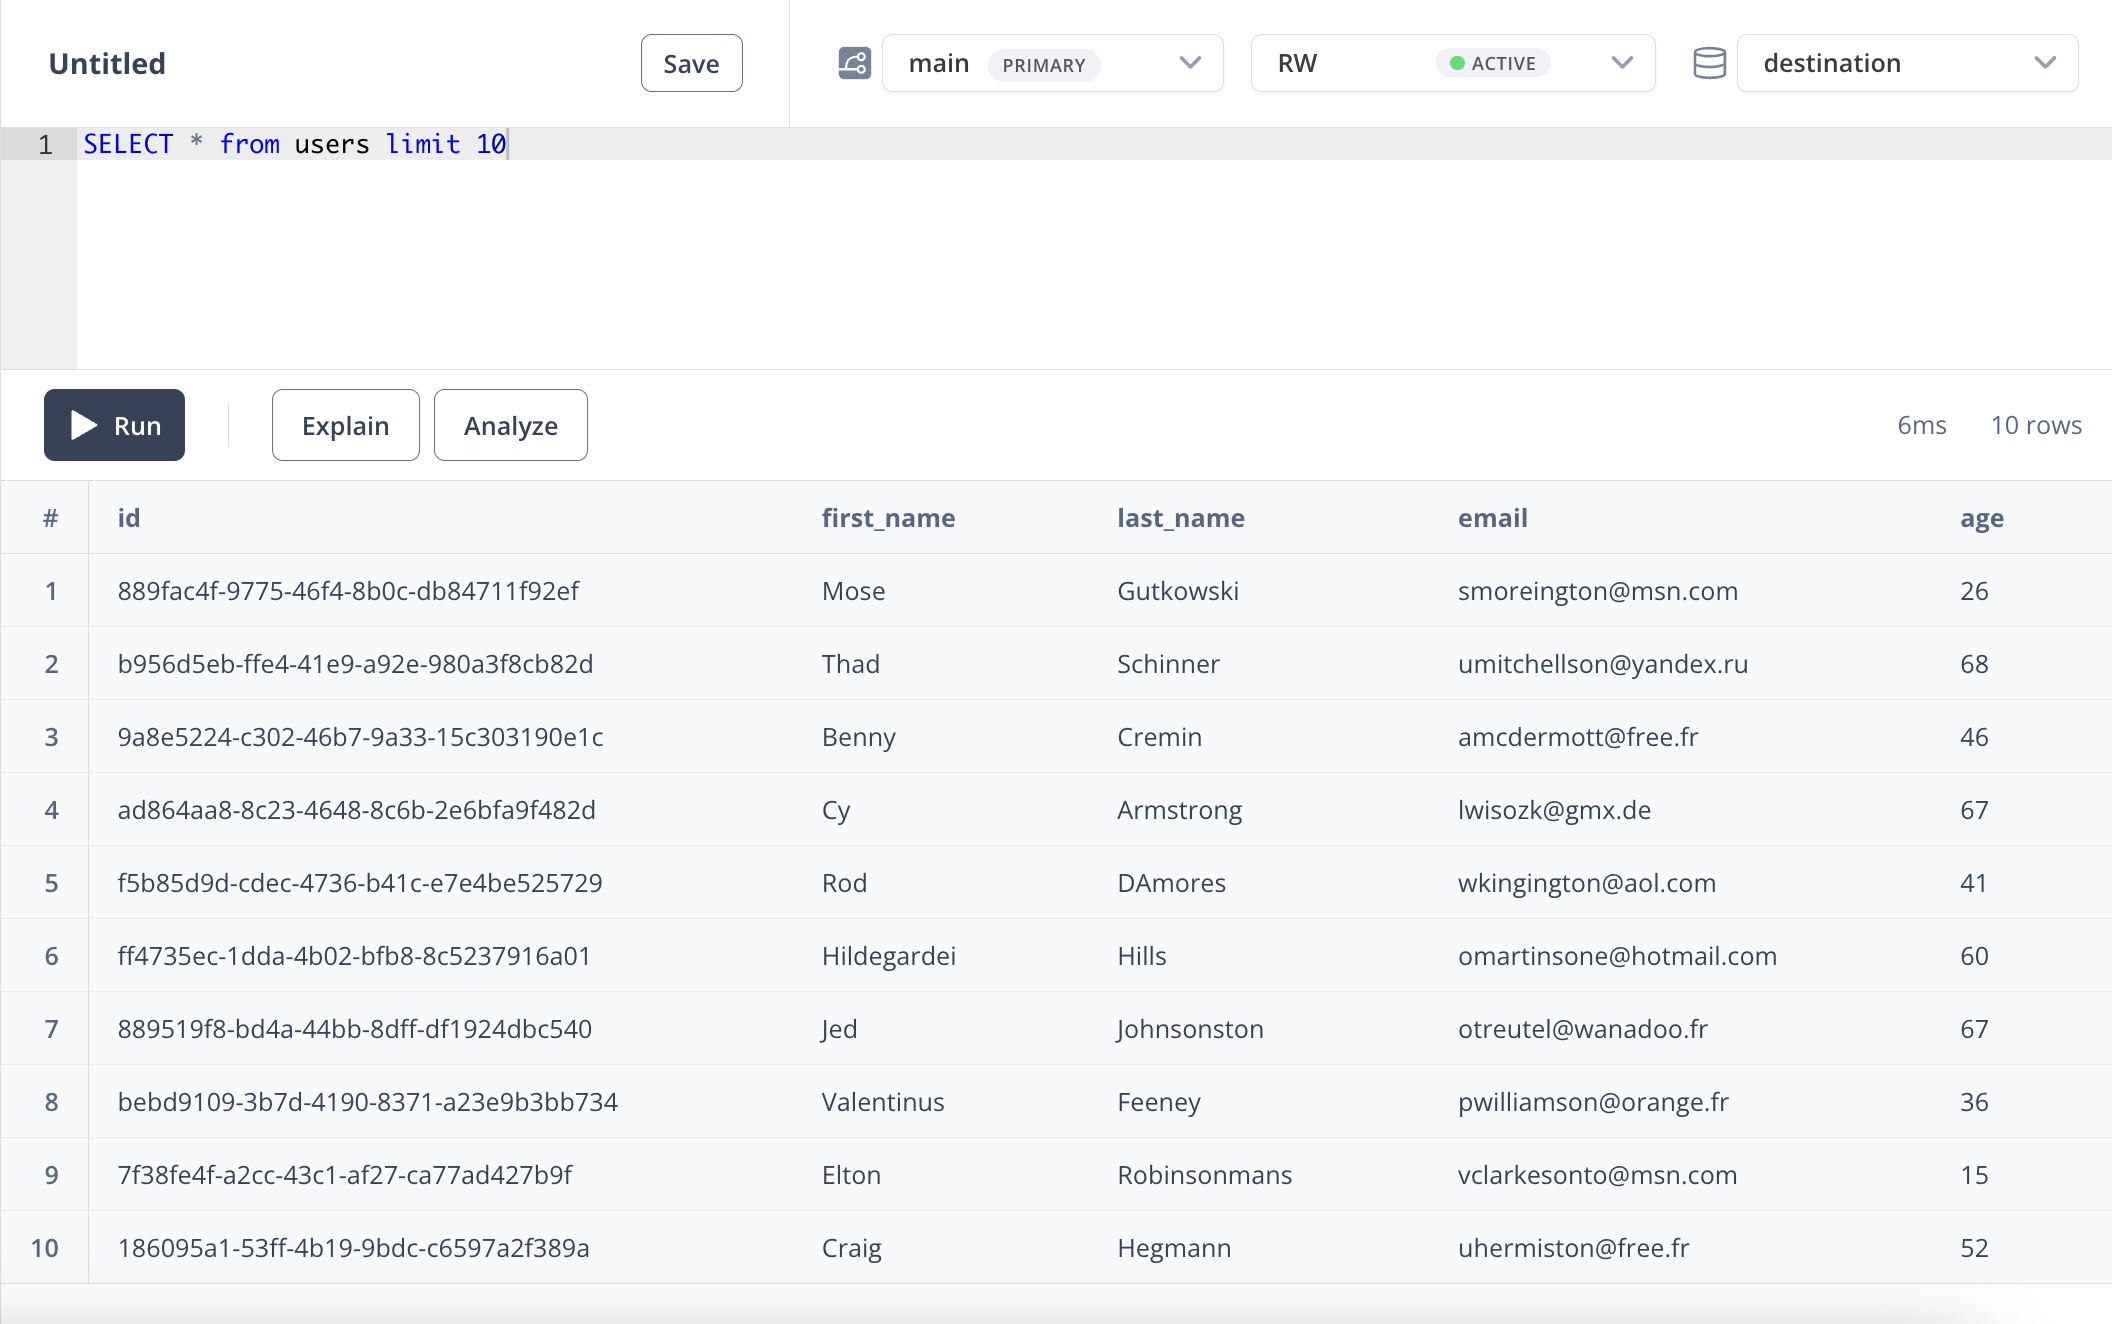 Untitled Save main PRIMARY RW ACTIVE destination
1 SELECT * from users limit 10
Run Explain Analyze 6ms 10 rows
# id first_name last_name email age
1 889fac4f-9775-46f4-8b0c-db84711f92ef Mose Gutkowski smoreington@msn.com 26
2 b956d5eb-ffe4-41e9-a92e-980a3f8cb82d Thad Schinner umitchellson@yandex.ru 68
3 9a8e5224-c302-46b7-9a33-15c303190e1c Benny Cremin amcdermott@free.fr 46
4 ad864aa8-8c23-4648-8c6b-2e6bfa9f482d Cy Armstrong lwisozk@gmx.de 67
5 f5b85d9d-cdec-4736-b41c-e7e4be525729 Rod DAmores wkingington@aol.com 41
6 ff4735ec-1dda-4b02-bfb8-8c5237916a01 Hildegardei Hills omartinsone@hotmail.com 60
7 889519f8-bd4a-44bb-8dff-df1924dbc540 Jed Johnsonston otreutel@wanadoo.fr 67
8 bebd9109-3b7d-4190-8371-a23e9b3bb734 Valentinus Feeney pwilliamson@orange.fr 36
9 7f38fe4f-a2cc-43c1-af27-ca77ad427b9f Elton Robinsonmans vclarkesonto@msn.com 15
10 186095a1-53ff-4b19-9bdc-c6597a2f389a Craig Hegmann uhermiston@free.fr 52